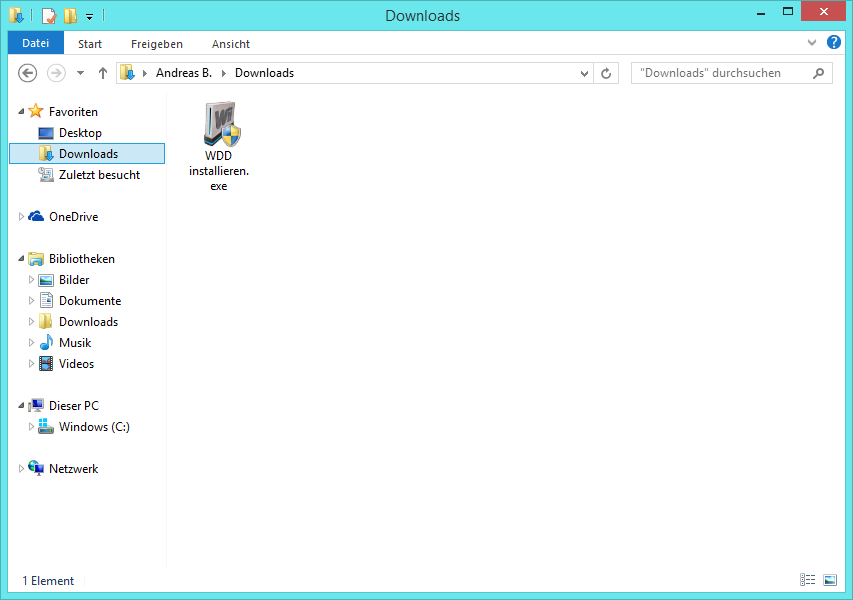 Downloads
Datei Start Freigeben Ansicht
Andreas B. Downloads "Downloads" durchsuchen
Favoriten
Desktop
Downloads
Zuletzt besucht
OneDrive
Bibliotheken
Bilder
Dokumente
Downloads
Musik
Videos
Dieser PC
Windows (C:)
Netzwerk
Wii
WDD
installieren.
exe
1 Element